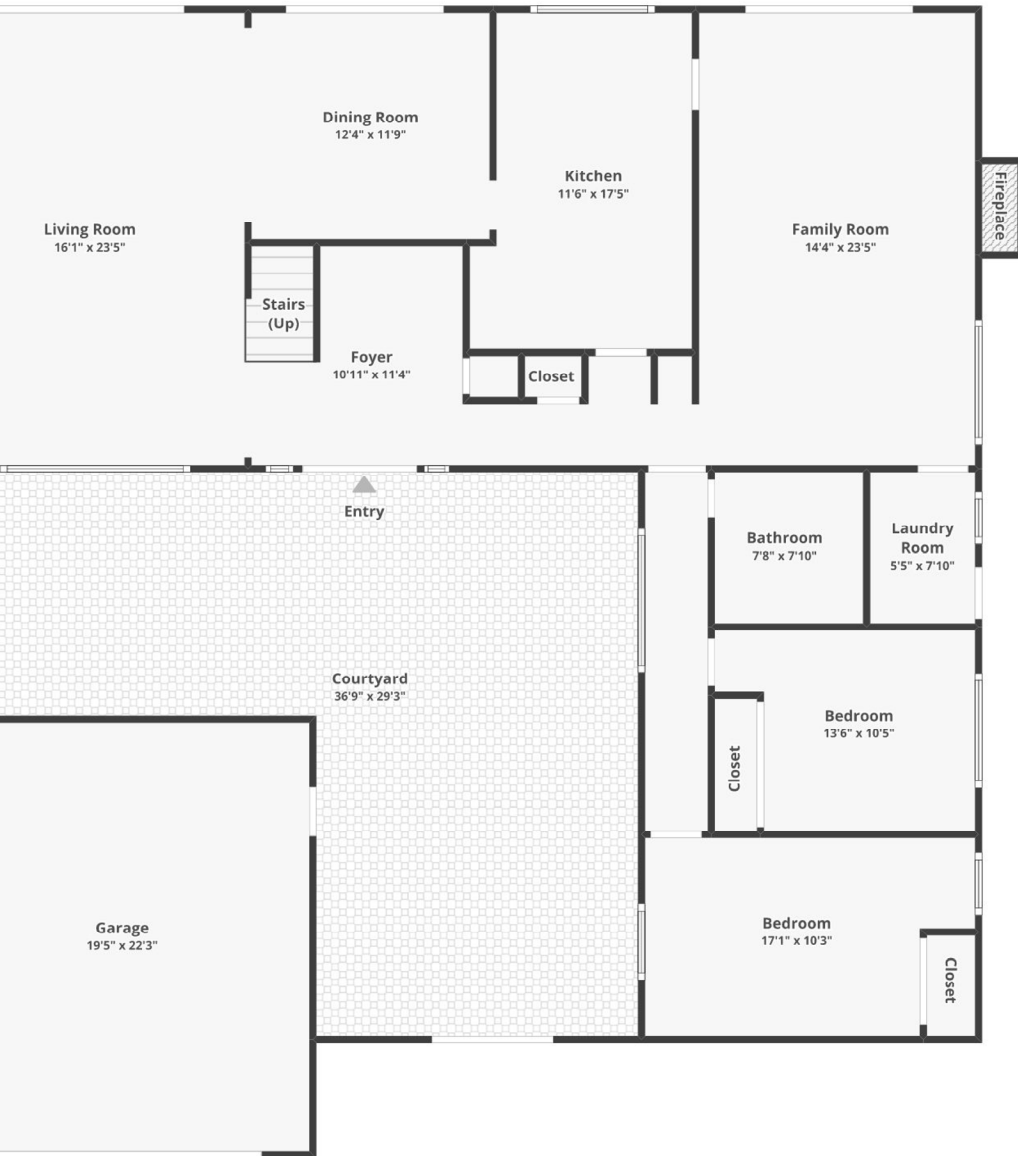 Dining Room
12'4" x 11'9"
Kitchen
11'6" x 17'5"
Fireplace
Living Room
16'1" x 23'5"
Family Room
14'4" x 23'5"
Stairs
(Up)
Foyer
10'11" x 11'4"
Closet
Entry
Bathroom
7'8" x 7'10"
Laundry
Room
5'5" x 7'10"
Courtyard
36'9" x 29'3"
Bedroom
13'6" x 10'5"
Closet
Garage
19'5" x 22'3"
Bedroom
17'1" x 10'3"
Closet